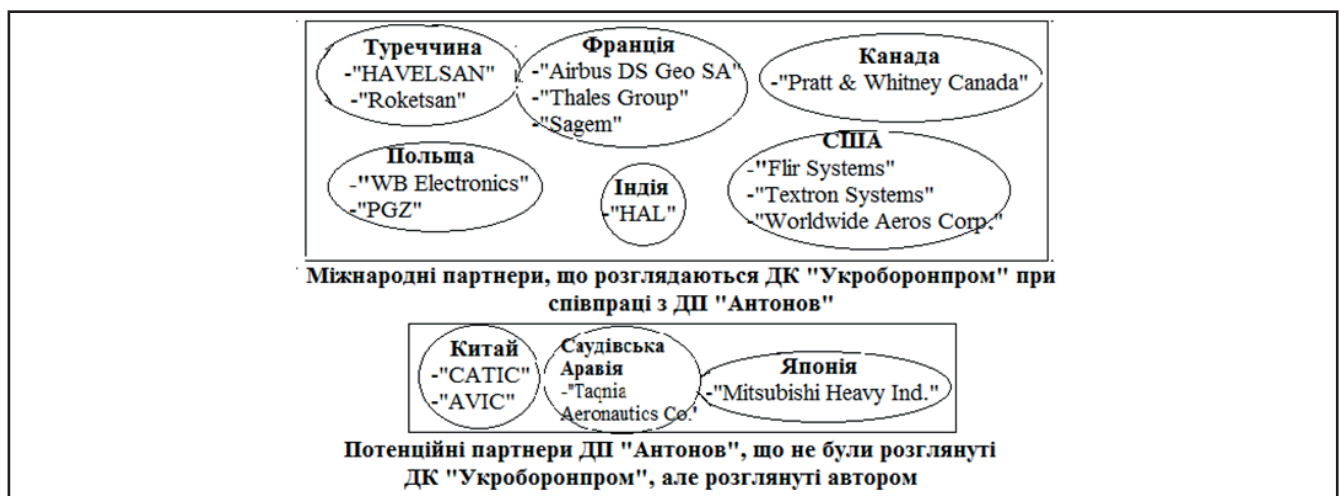 Туреччина
-"HAVELSAN"
-"Roketsan"
Франція
-"Airbus DS Geo SA"
-"Thales Group"
-"Sagem"
Канада
-"Pratt & Whitney Canada"
Польща
-"WB Electronics"
-"PGZ"
Індія
-"HAL"
США
-"Flir Systems"
-"Textron Systems"
-"Worldwide Aeros Corp."
Міжнародні партнери, що розглядаються ДК "Укроборонпром" при
співпраці з ДП "Антонов"
Китай
-"CATIC"
-"AVIC"
Саудівська
Аравія
-"Taqnia
Aeronautics Co.'
Японія
-"Mitsubishi Heavy Ind."
Потенційні партнери ДП "Антонов", що не були розглянуті
ДК "Укроборонпром", але розглянуті автором